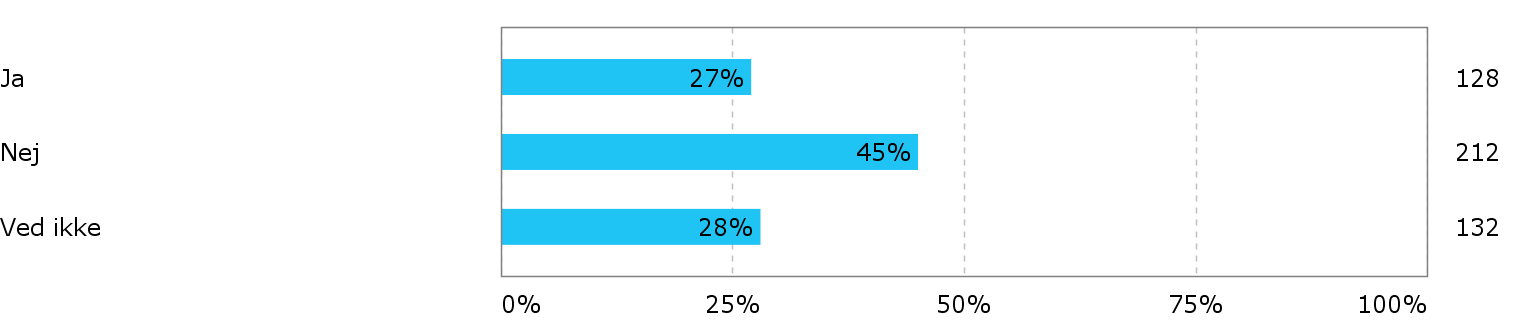 Ja 27% 128
Nej 45% 212
Ved ikke 28% 132
0% 25% 50% 75% 100%